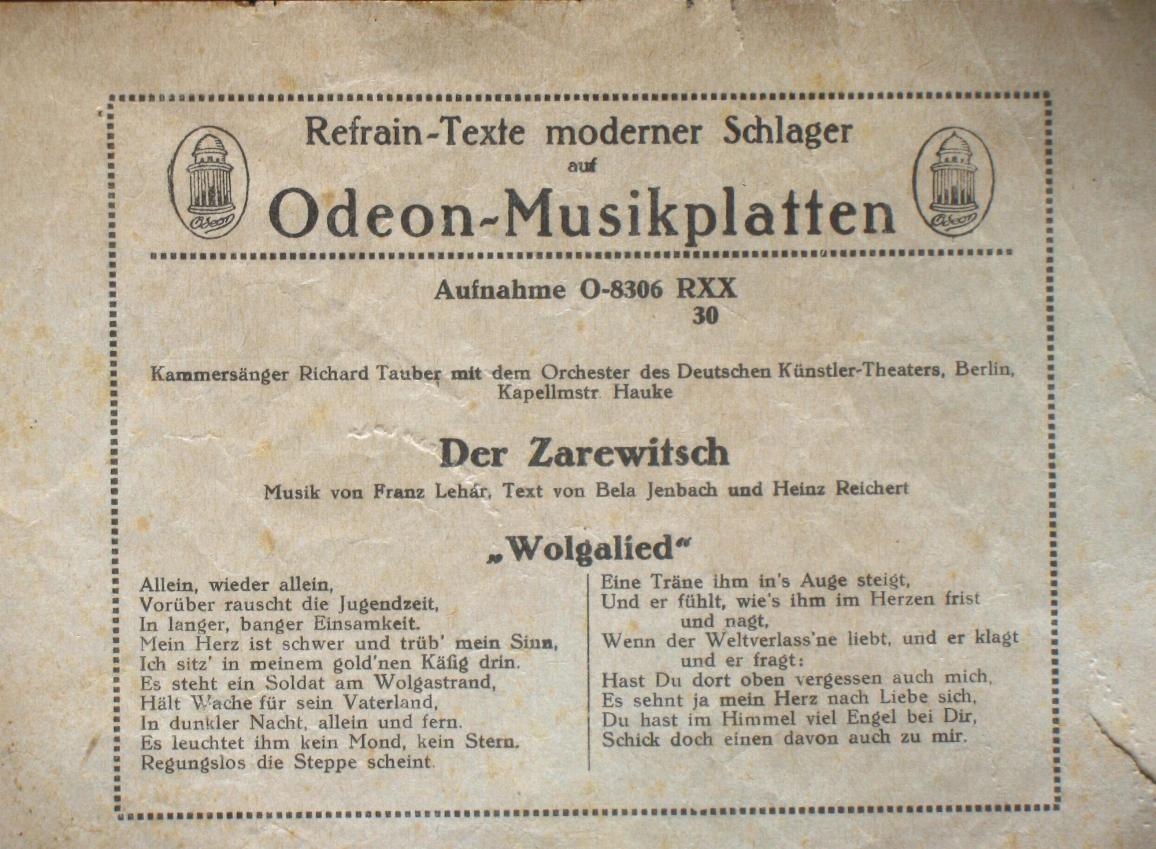 Refrain-Texte moderner Schlager
auf
Odeon-Musikplatten
Odeon
Odeon
Aufnahme O-8306 RXX
30
Kammersänger Richard Tauber mit dem Orchester des Deutschen Künstler-Theaters, Berlin,
Kapellmstr. Hauke
Der Zarewitsch
Musik von Franz Lehár, Text von Bela Jenbach und Heinz Reichert
„Wolgalied“
Allein, wieder allein,
Vorüber rauscht die Jugendzeit,
In langer, banger Einsamkeit.
Mein Herz ist schwer und trüb' mein Sinn,
Ich sitz' in meinem gold'nen Käfig drin.
Es steht ein Soldat am Wolgastrand,
Hält Wache für sein Vaterland,
In dunkler Nacht, allein und fern.
Es leuchtet ihm kein Mond, kein Stern.
Regungslos die Steppe scheint.
Eine Träne ihm in's Auge steigt,
Und er fühlt, wie's ihm im Herzen frist
und nagt,
Wenn der Weltverlass'ne liebt, und er klagt
und er fragt:
Hast Du dort oben vergessen auch mich,
Es sehnt ja mein Herz nach Liebe sich,
Du hast im Himmel viel Engel bei Dir,
Schick doch einen davon auch zu mir.